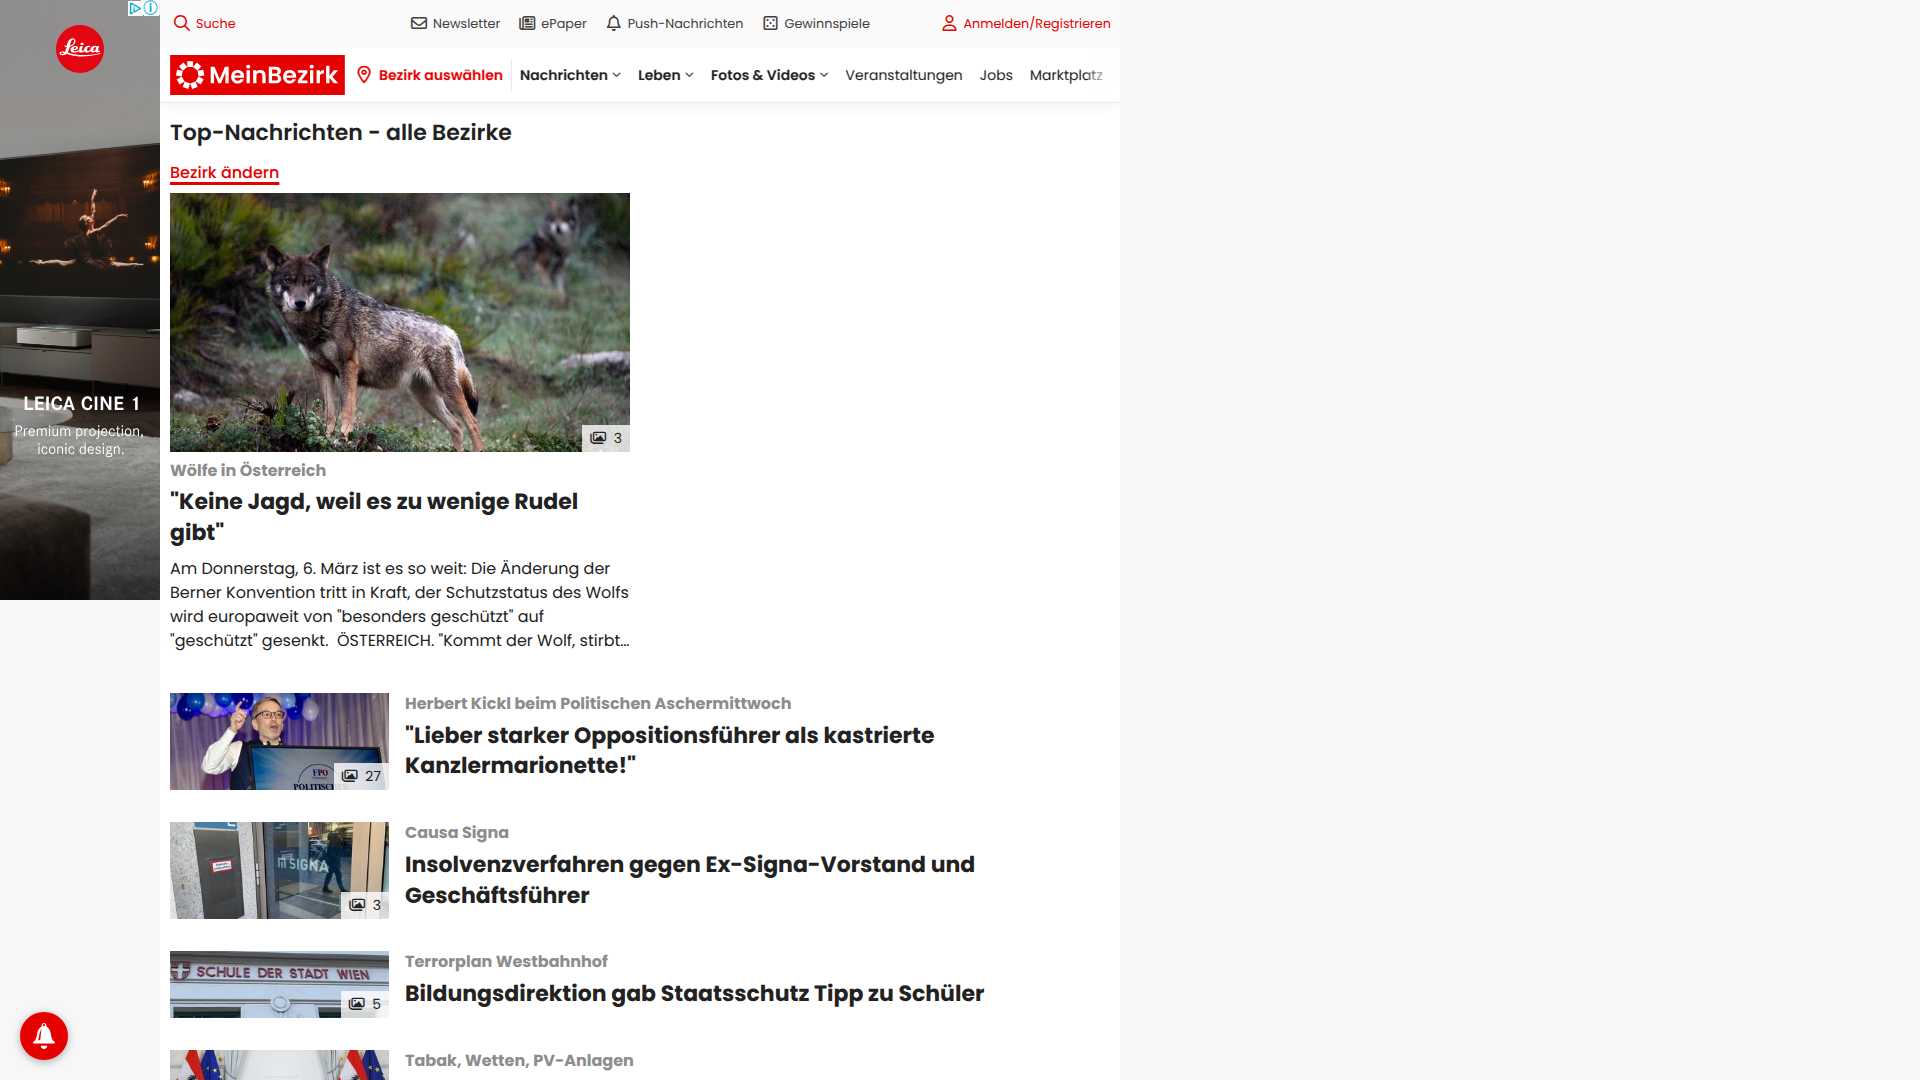 Leica
LEICA CINE 1
Premium projection,
iconic design.
Suche
Newsletter
ePaper
Push-Nachrichten
Gewinnspiele
Anmelden/Registrieren
MeinBezirk
Bezirk auswählen
Nachrichten
Leben
Fotos & Videos
Veranstaltungen
Jobs
Marktplatz
Top-Nachrichten - alle Bezirke
Bezirk ändern
3
Wölfe in Österreich
"Keine Jagd, weil es zu wenige Rudel
gibt"
Am Donnerstag, 6. März ist es so weit: Die Änderung der
Berner Konvention tritt in Kraft, der Schutzstatus des Wolfs
wird europaweit von "besonders geschützt" auf
"geschützt" gesenkt. ÖSTERREICH. "Kommt der Wolf, stirbt...
FPÖ
27
Herbert Kickl beim Politischen Aschermittwoch
"Lieber starker Oppositionsführer als kastrierte
Kanzlermarionette!"
SIGNA
3
Causa Signa
Insolvenzverfahren gegen Ex-Signa-Vorstand und
Geschäftsführer
SCHULE DER STADT WIEN
5
Terrorplan Westbahnhof
Bildungsdirektion gab Staatsschutz Tipp zu Schüler
Tabak, Wetten, PV-Anlagen